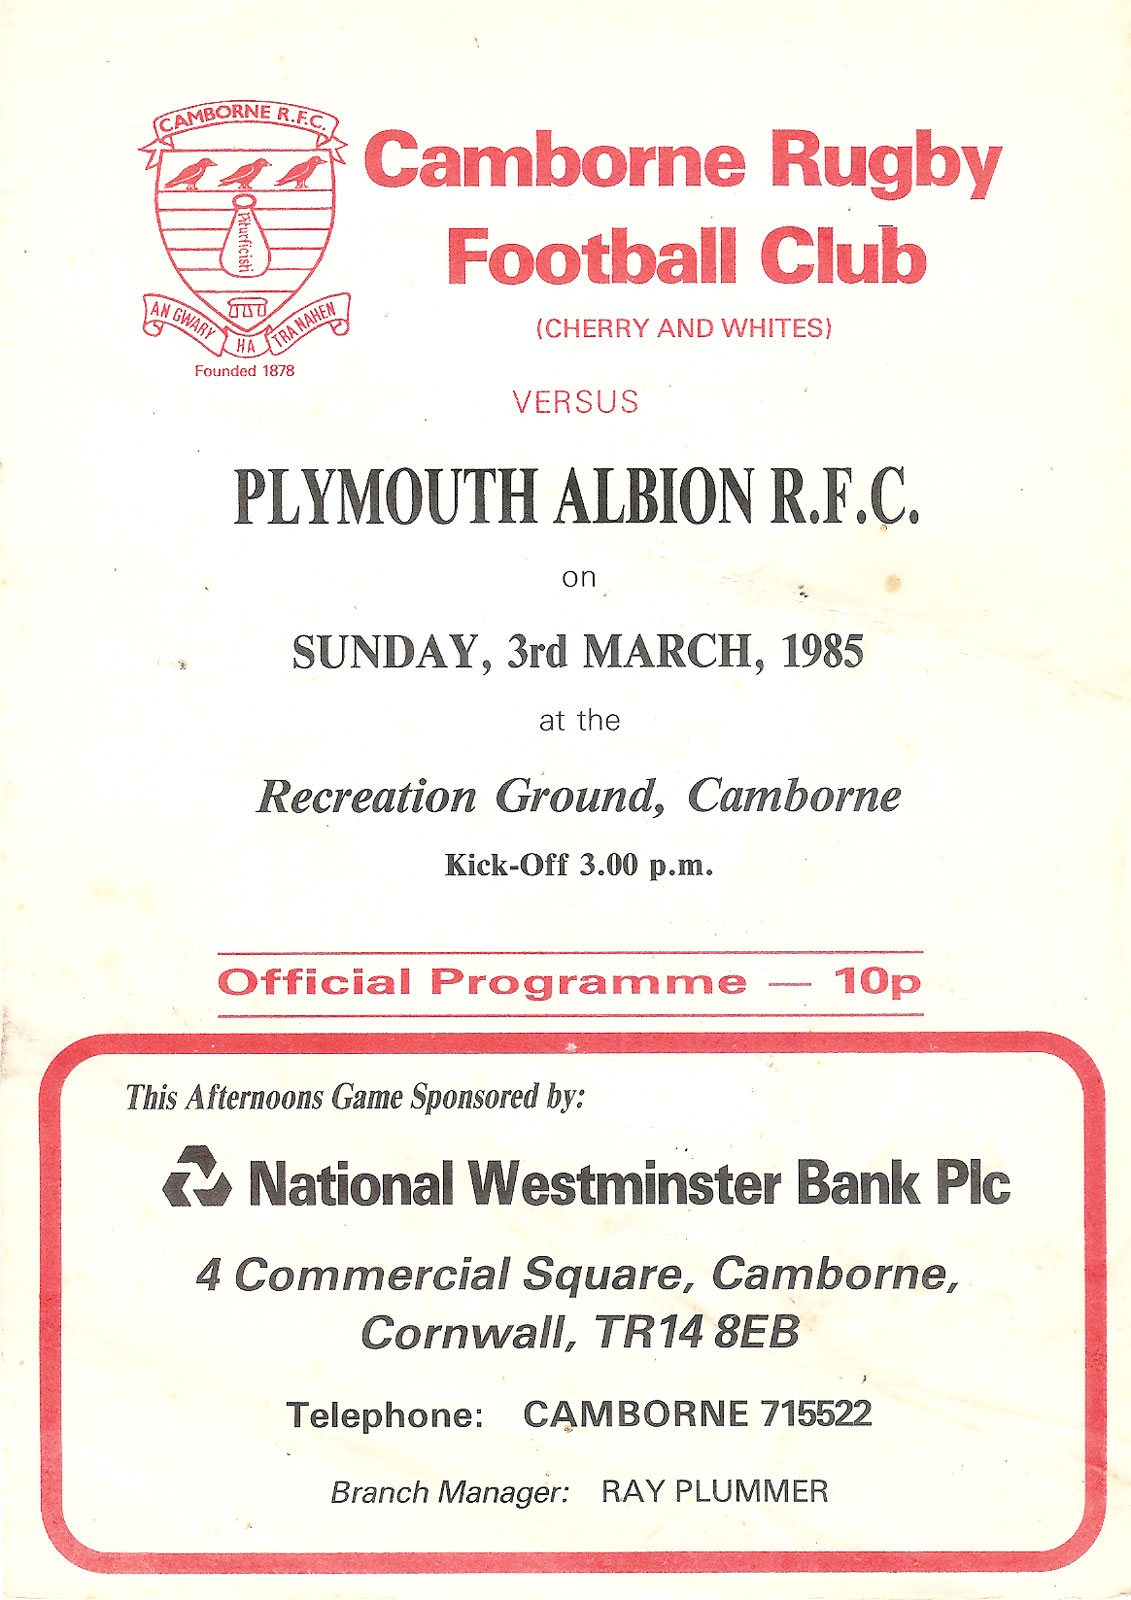 CAMBORNE R.F.C.
AN GWARY HA TRA NAHEN
Founded 1878
Camborne Rugby
Football Club
(CHERRY AND WHITES)
VERSUS
PLYMOUTH ALBION R.F.C.
on
SUNDAY, 3rd MARCH, 1985
at the
Recreation Ground, Camborne
Kick-Off 3.00 p.m.
Official Programme — 10p
This Afternoons Game Sponsored by:
National Westminster Bank Plc
4 Commercial Square, Camborne,
Cornwall, TR14 8EB
Telephone: CAMBORNE 715522
Branch Manager: RAY PLUMMER